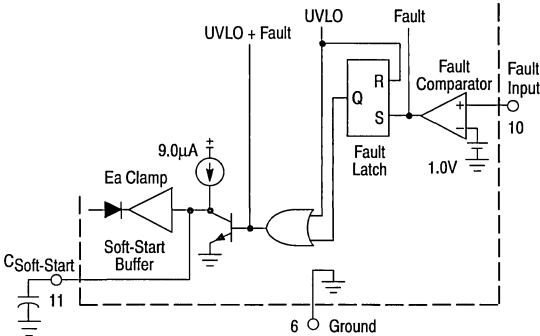 UVLO
Fault
UVLO + Fault
Fault
Comparator
Fault
Input
R
Q
S
+
−
10
Fault
Latch
1.0V
9.0μA
+
−
Ea Clamp
Soft-Start
Buffer
CSoft-Start
11
6
Ground